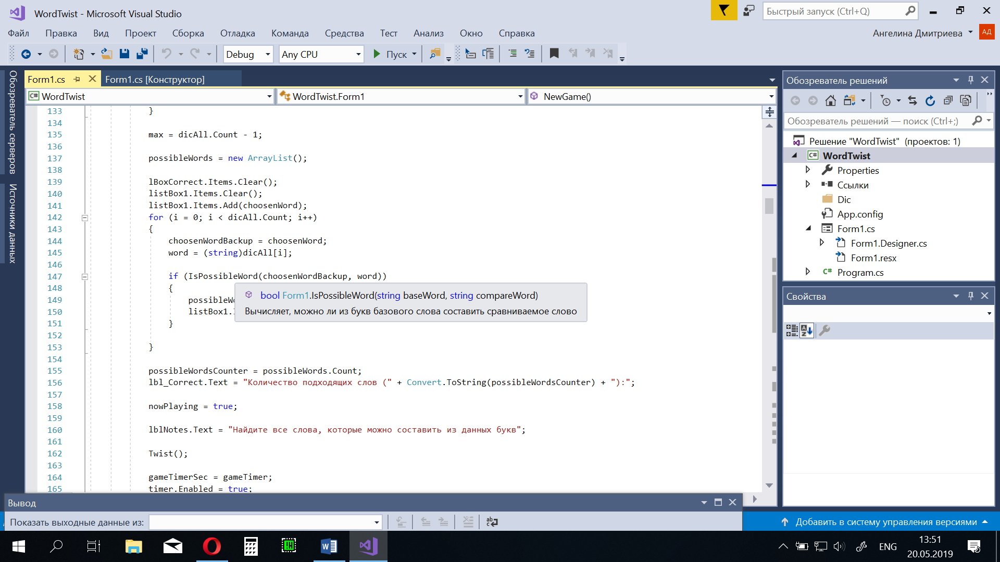 WordTwist - Microsoft Visual Studio
Быстрый запуск (Ctrl+Q)
Файл Правка Вид Проект Сборка Отладка Команда Средства Тест Анализ Окно Справка
Ангелина Дмитриева АД
Debug Any CPU Пуск
Обозреватель серверов
Источники данных
Form1.cs Form1.cs [Конструктор]
C# WordTwist WordTwist.Form1 NewGame()
133 }
134
135 max = dicAll.Count - 1;
136
137 possibleWords = new ArrayList();
138
139 lBoxCorrect.Items.Clear();
140 listBox1.Items.Clear();
141 listBox1.Items.Add(choosenWord);
142 for (i = 0; i < dicAll.Count; i++)
143 {
144 choosenWordBackup = choosenWord;
145 word = (string)dicAll[i];
146
147 if (IsPossibleWord(choosenWordBackup, word))
148 {
149
150 listBox1.
151 }
152
153 }
154
155 possibleWordsCounter = possibleWords.Count;
156 lbl_Correct.Text = "Количество подходящих слов (" + Convert.ToString(possibleWordsCounter) + "):";
157
158 nowPlaying = true;
159
160 lblNotes.Text = "Найдите все слова, которые можно составить из данных букв";
161
162 Twist();
163
164 gameTimerSec = gameTimer;
165 timer.Enabled = true;
bool Form1.IsPossibleWord(string baseWord, string compareWord)
Вычисляет, можно ли из букв базового слова составить сравниваемое слово
Обозреватель решений
Обозреватель решений — поиск (Ctrl+;)
Решение "WordTwist" (проектов: 1)
C# WordTwist
Properties
Ссылки
Dic
App.config
Form1.cs
Form1.Designer.cs
Form1.resx
C# Program.cs
Свойства
Вывод
Показать выходные данные из:
Добавить в систему управления версиями
ENG
13:51
20.05.2019